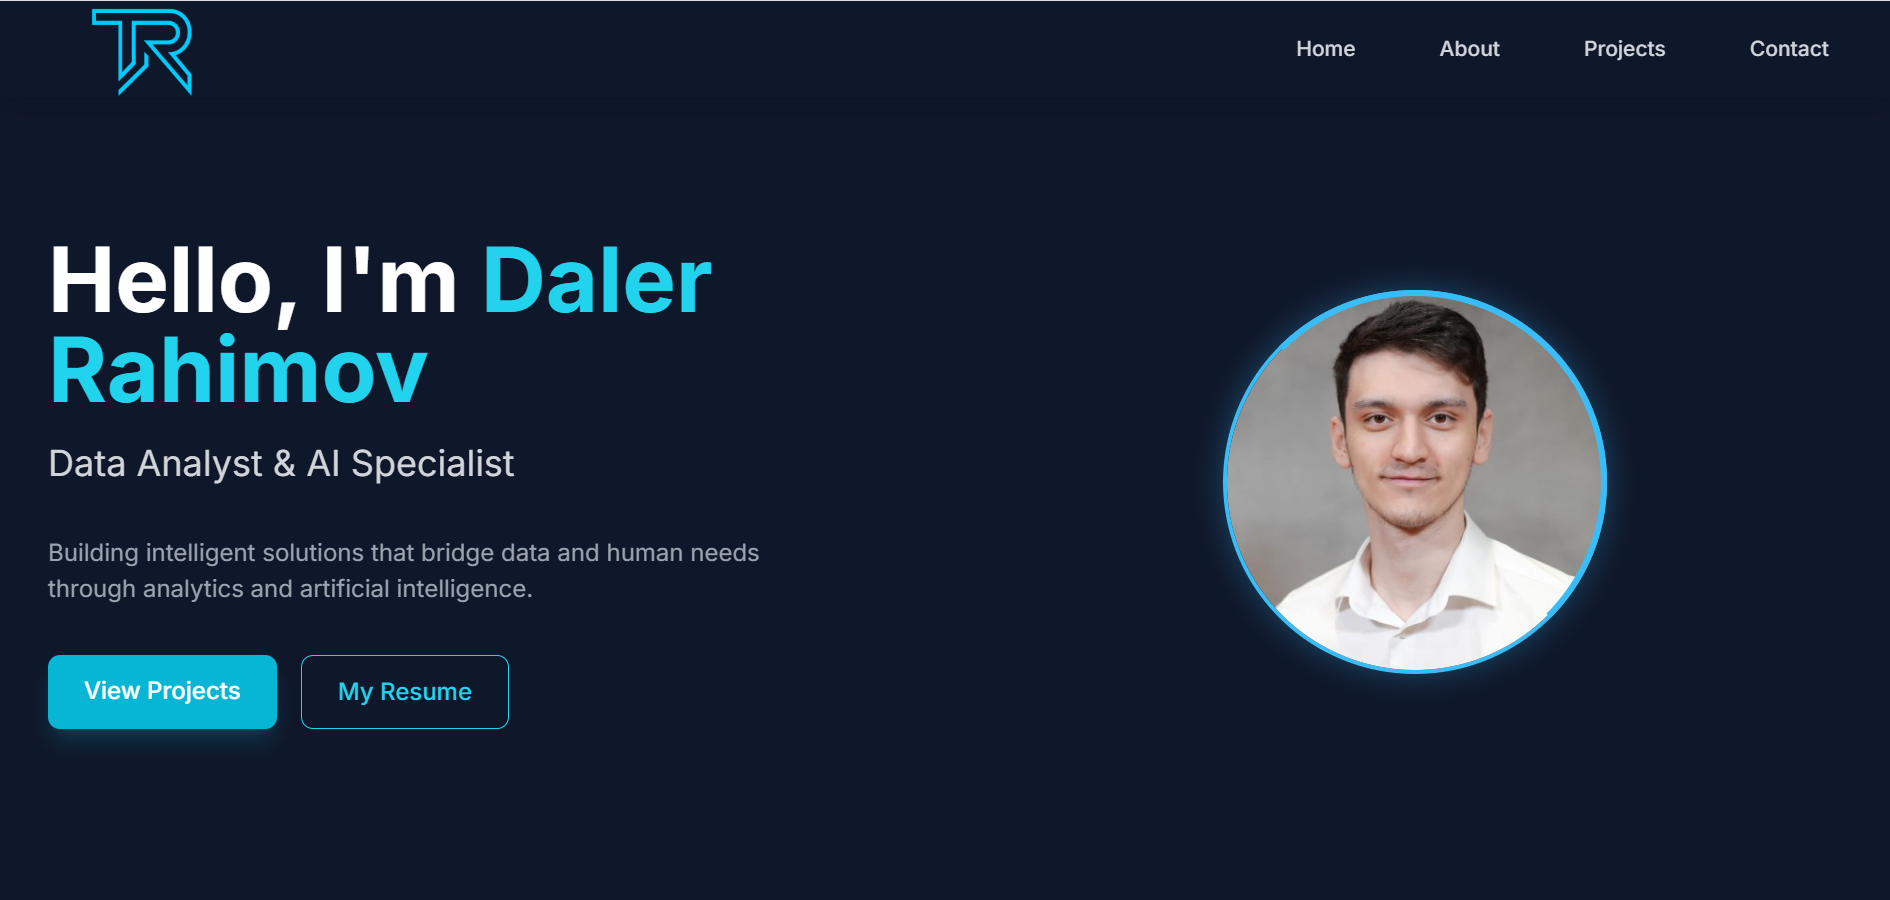 TR
Home
About
Projects
Contact
Hello, I'm Daler
Rahimov
Data Analyst & AI Specialist
Building intelligent solutions that bridge data and human needs
through analytics and artificial intelligence.
View Projects
My Resume